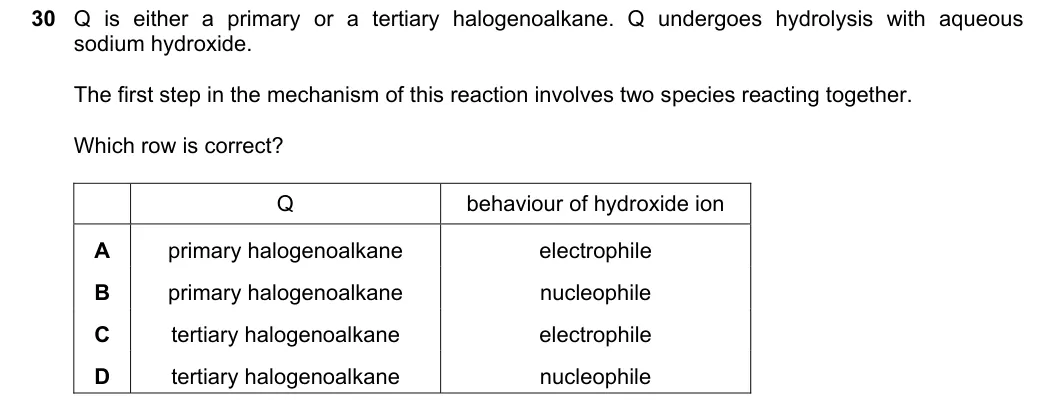 30 Q is either a primary or a tertiary halogenoalkane. Q undergoes hydrolysis with aqueous
sodium hydroxide.
The first step in the mechanism of this reaction involves two species reacting together.
Which row is correct?
Q behaviour of hydroxide ion
A primary halogenoalkane electrophile
B primary halogenoalkane nucleophile
C tertiary halogenoalkane electrophile
D tertiary halogenoalkane nucleophile